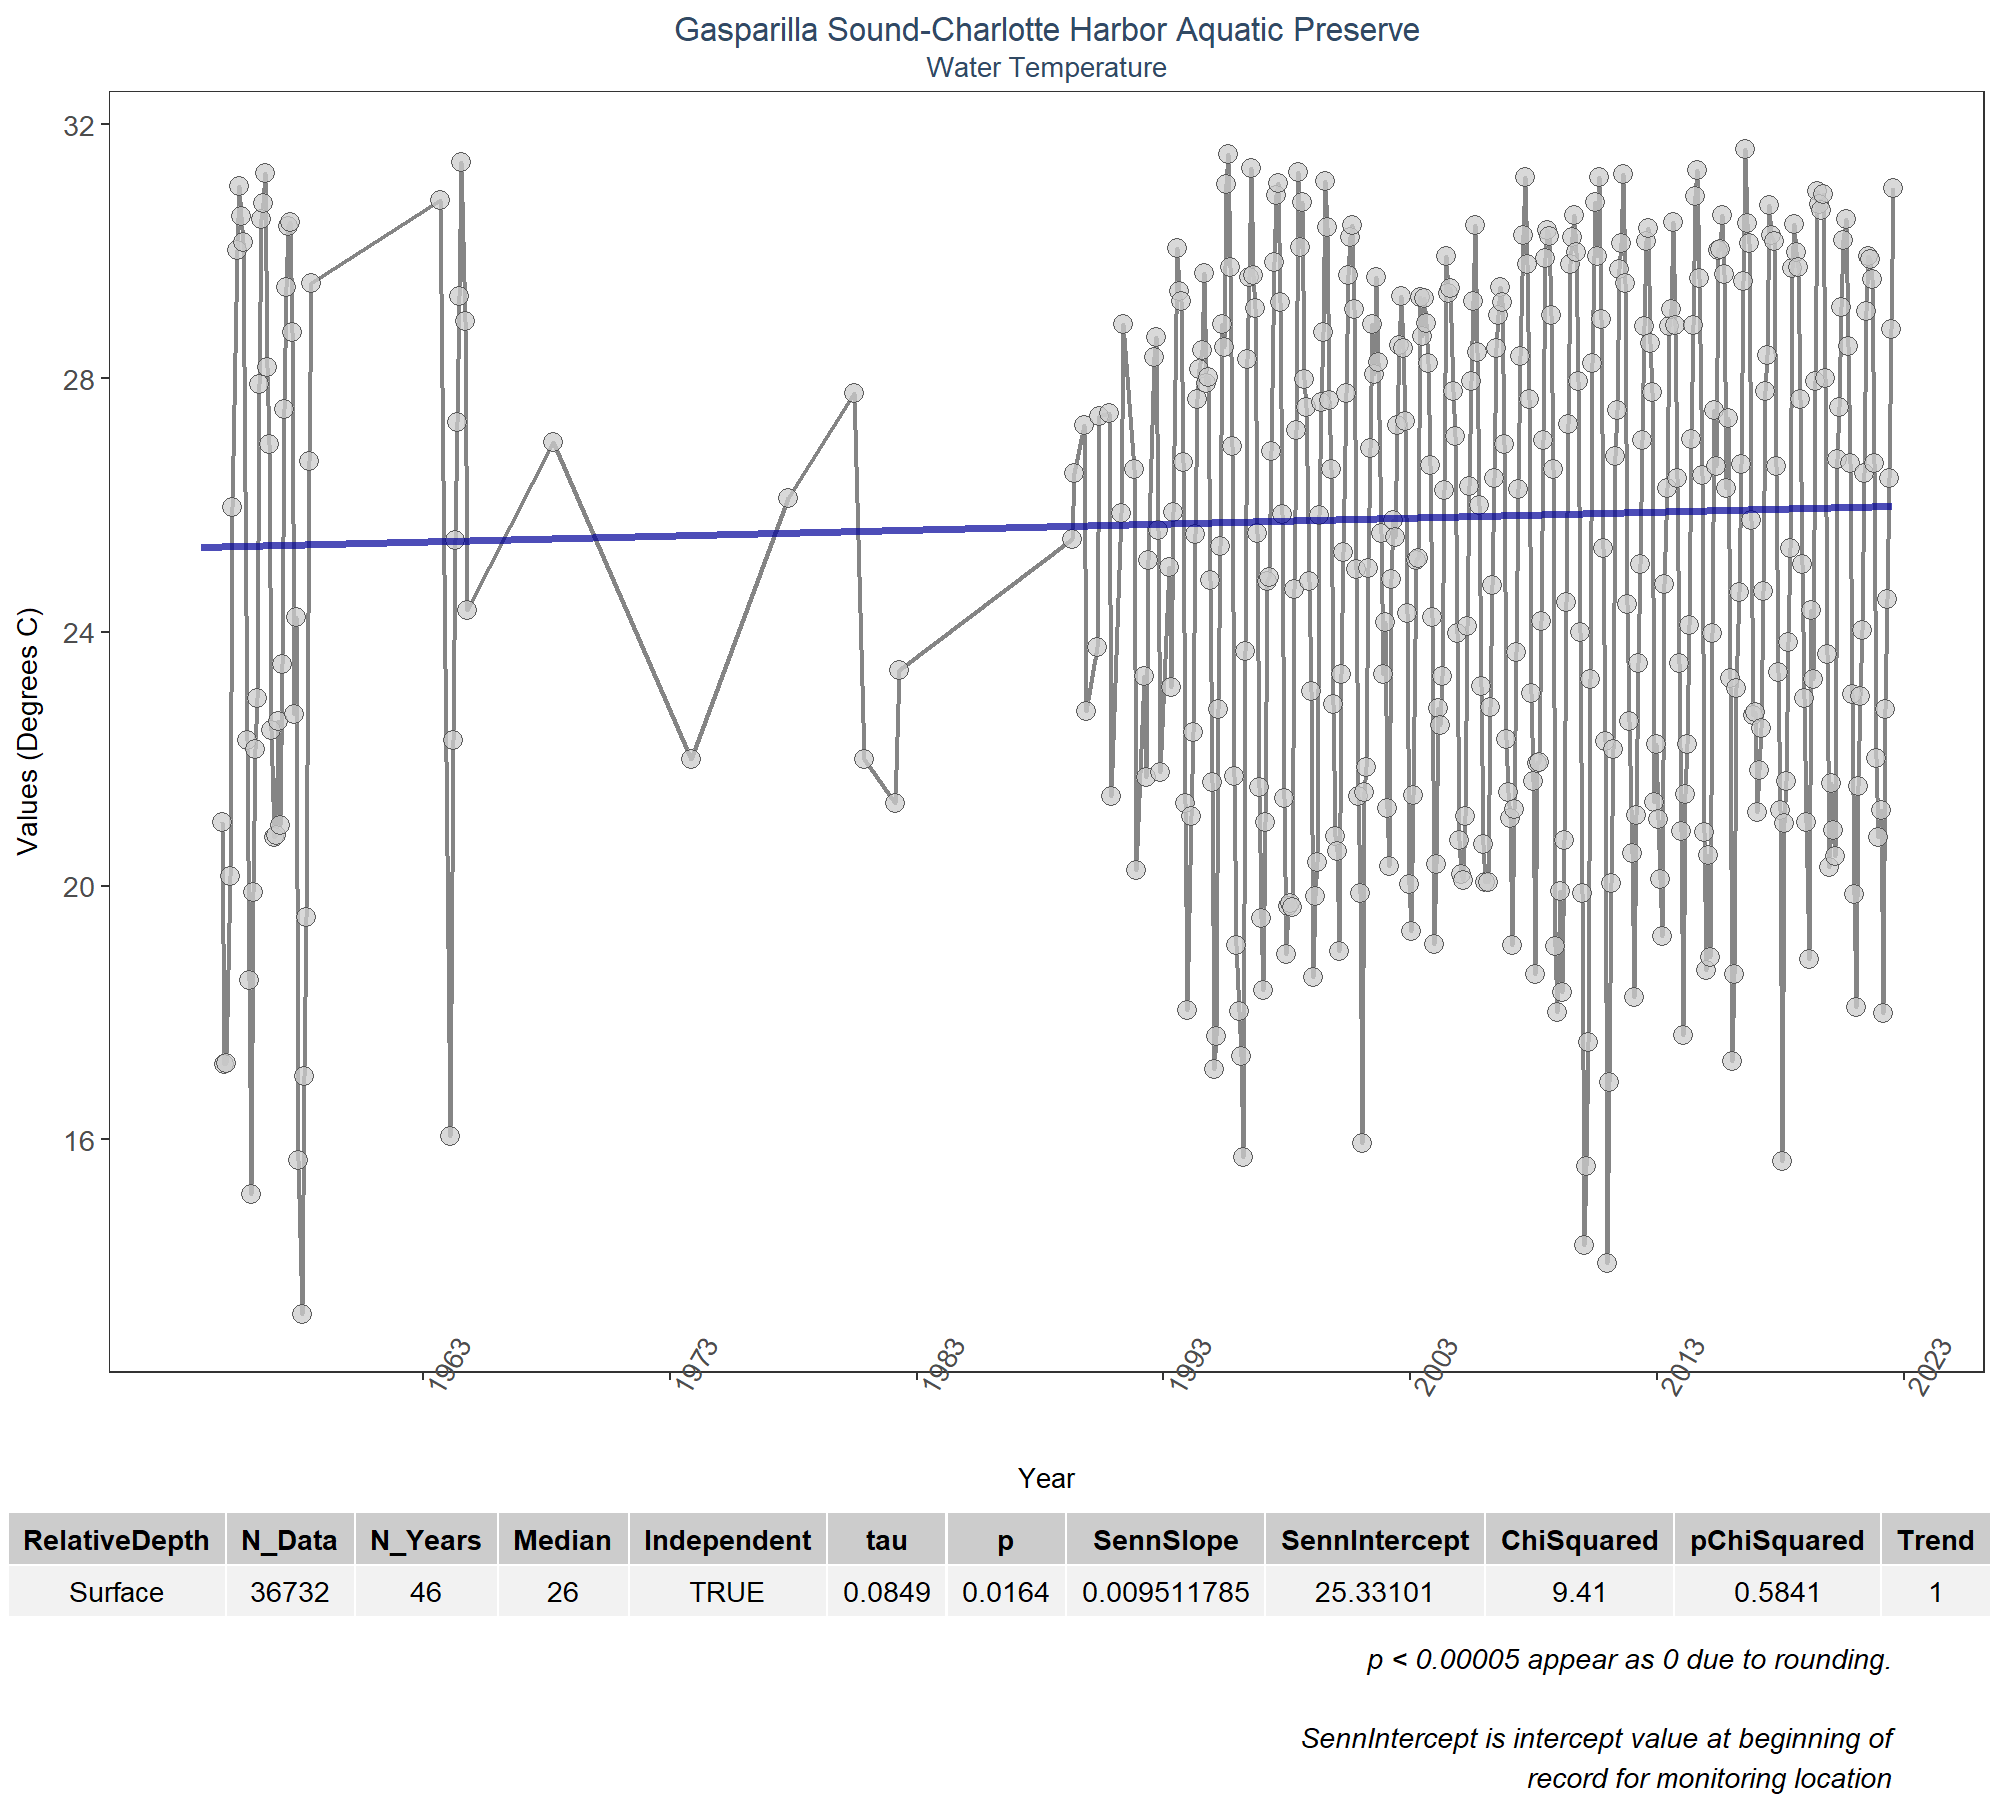 Gasparilla Sound-Charlotte Harbor Aquatic Preserve
Water Temperature
Values (Degrees C)
32
28
24
20
16
1963 1973 1983 1993 2003 2013 2023
Year
RelativeDepth N_Data N_Years Median Independent tau p SennSlope SennIntercept ChiSquared pChiSquared Trend
Surface 36732 46 26 TRUE 0.0849 0.0164 0.009511785 25.33101 9.41 0.5841 1
p < 0.00005 appear as 0 due to rounding.
SennIntercept is intercept value at beginning of
record for monitoring location